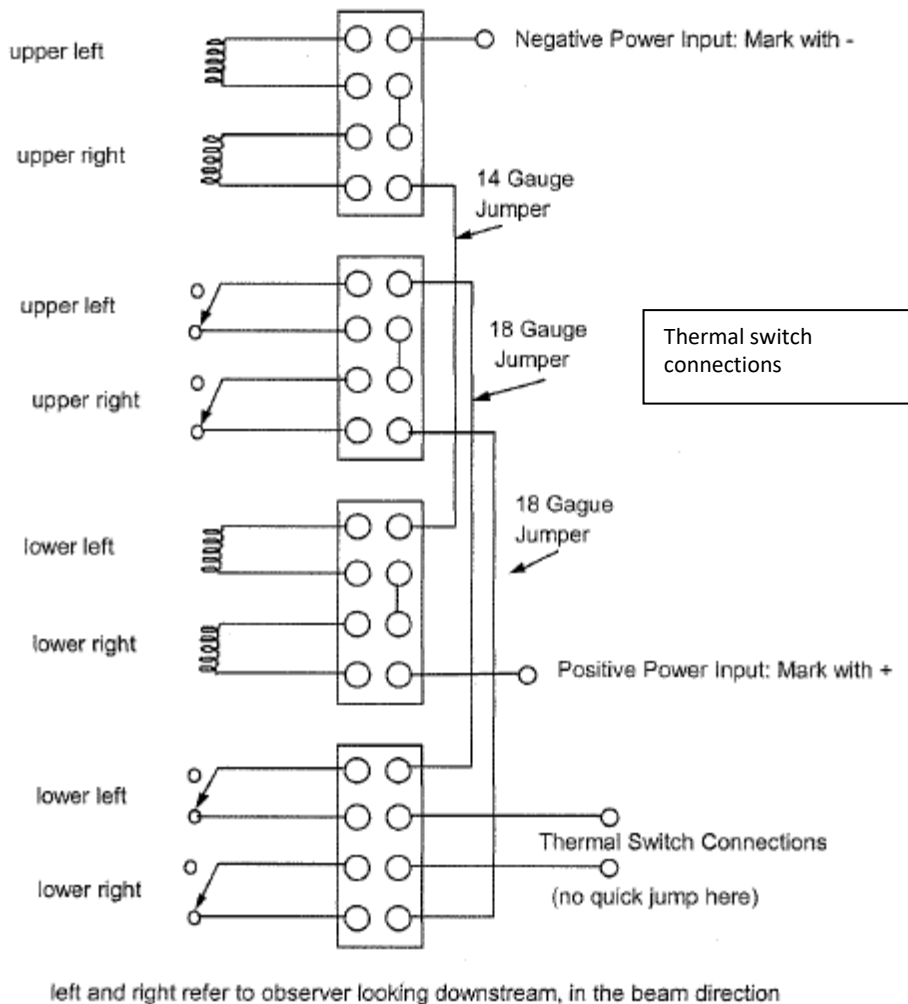 upper left
Negative Power Input: Mark with -
upper right
14 Gauge
Jumper
upper left
18 Gauge
Jumper
Thermal switch
connections
upper right
18 Gague
Jumper
lower left
lower right
Positive Power Input: Mark with +
lower left
Thermal Switch Connections
lower right
(no quick jump here)
left and right refer to observer looking downstream, in the beam direction